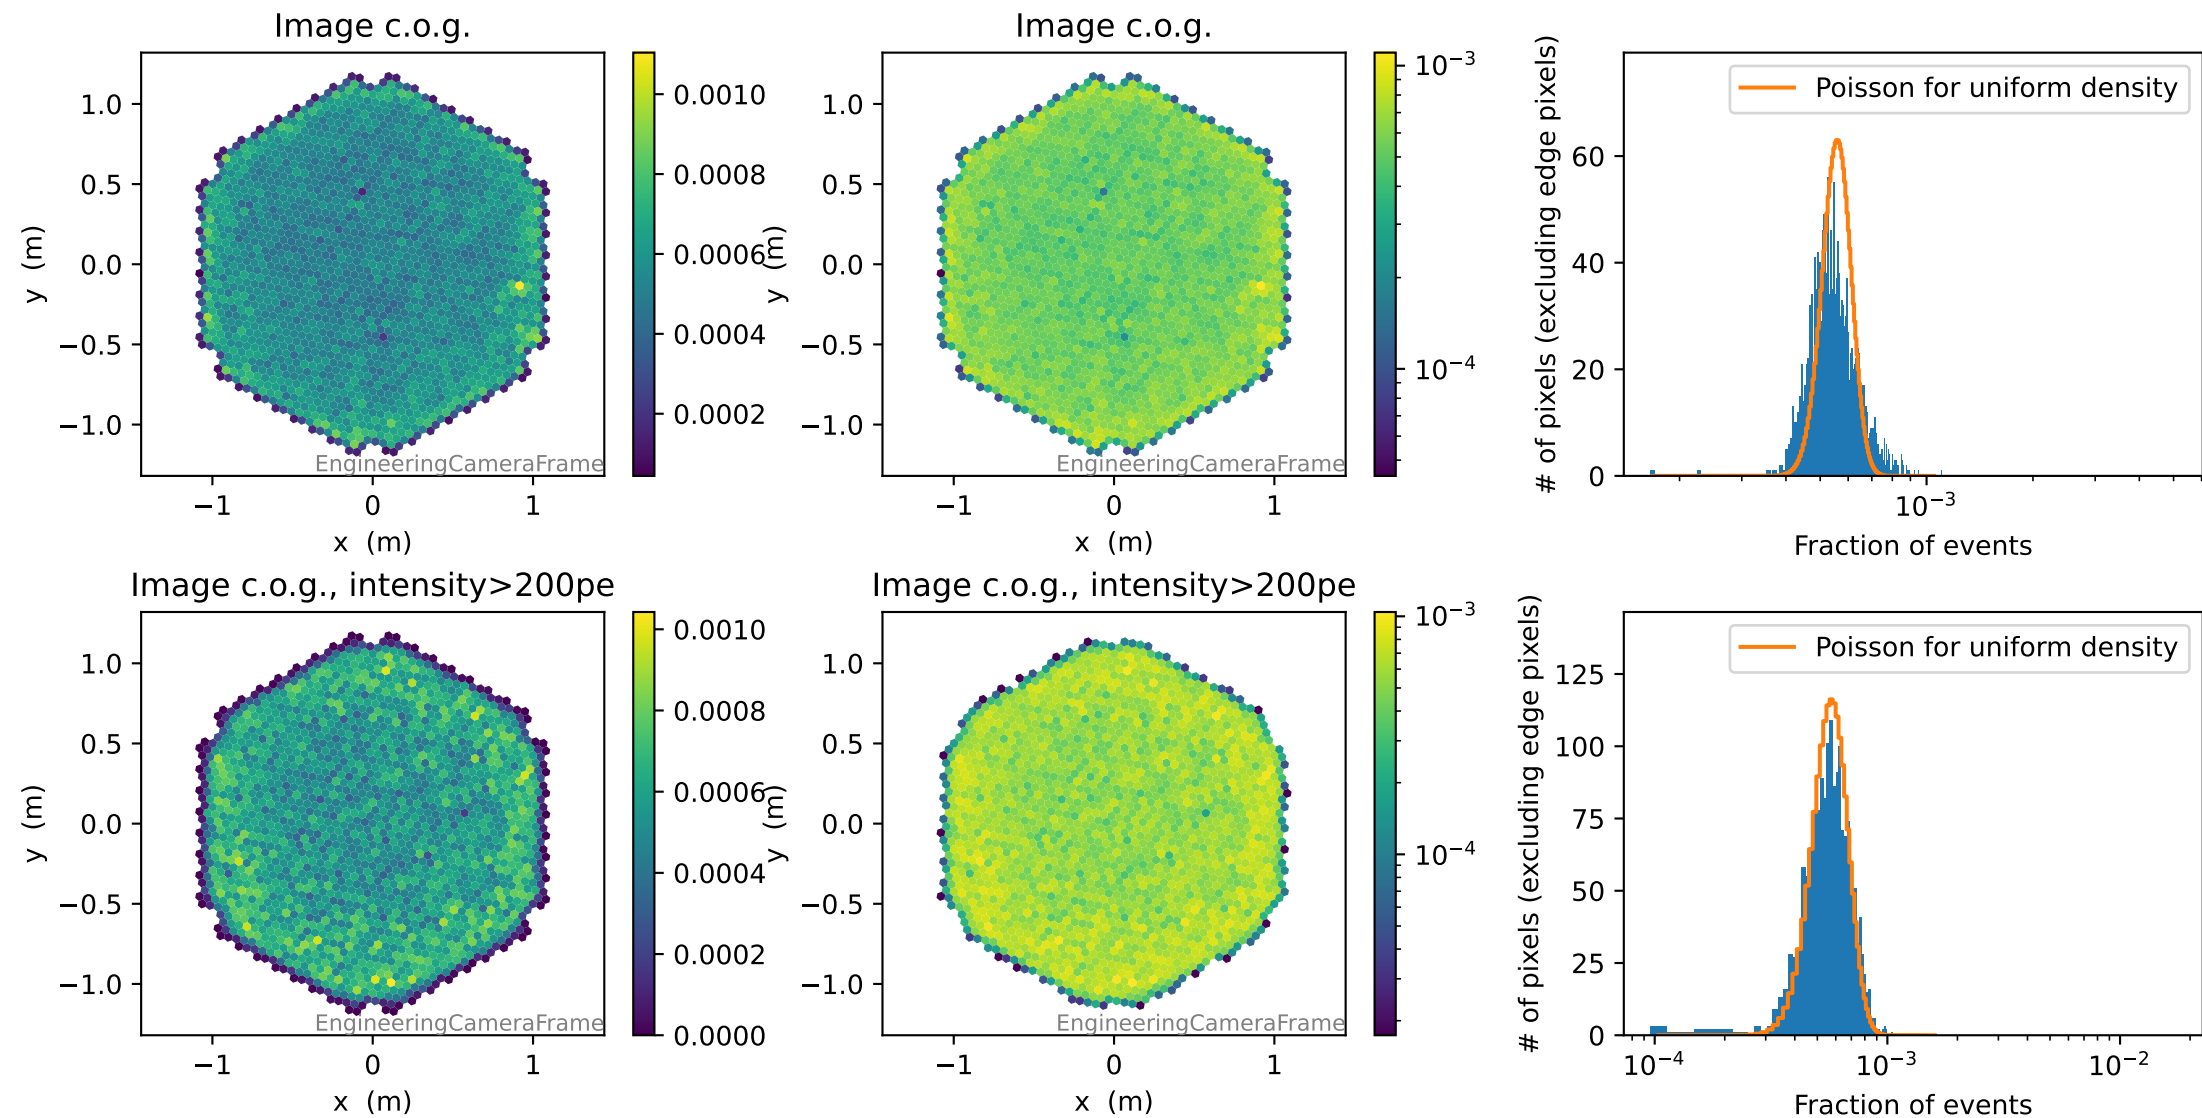 Image c.o.g.
1.0
0.5
0.0
−0.5
−1.0
y (m)
−1
0
1
x (m)
EngineeringCameraFrame
0.0010
0.0008
0.0006
0.0004
0.0002
Image c.o.g.
1.0
0.5
0.0
−0.5
−1.0
y (m)
−1
0
1
x (m)
EngineeringCameraFrame
10⁻³
10⁻⁴
Poisson for uniform density
# of pixels (excluding edge pixels)
60
40
20
0
10⁻³
Fraction of events
Image c.o.g., intensity>200pe
1.0
0.5
0.0
−0.5
−1.0
y (m)
−1
0
1
x (m)
EngineeringCameraFrame
0.0010
0.0008
0.0006
0.0004
0.0002
0.0000
Image c.o.g., intensity>200pe
1.0
0.5
0.0
−0.5
−1.0
y (m)
−1
0
1
x (m)
EngineeringCameraFrame
10⁻³
10⁻⁴
Poisson for uniform density
# of pixels (excluding edge pixels)
125
100
75
50
25
0
10⁻⁴
10⁻³
10⁻²
Fraction of events